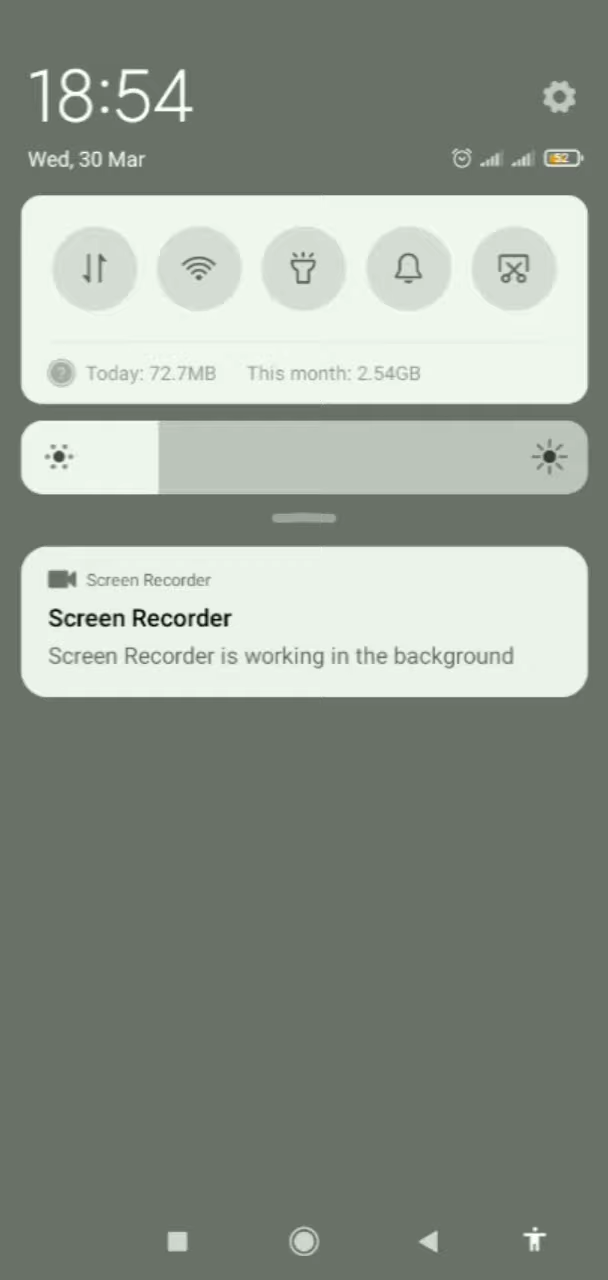 18:54
Wed, 30 Mar
52
Today: 72.7MB This month: 2.54GB
Screen Recorder
Screen Recorder
Screen Recorder is working in the background